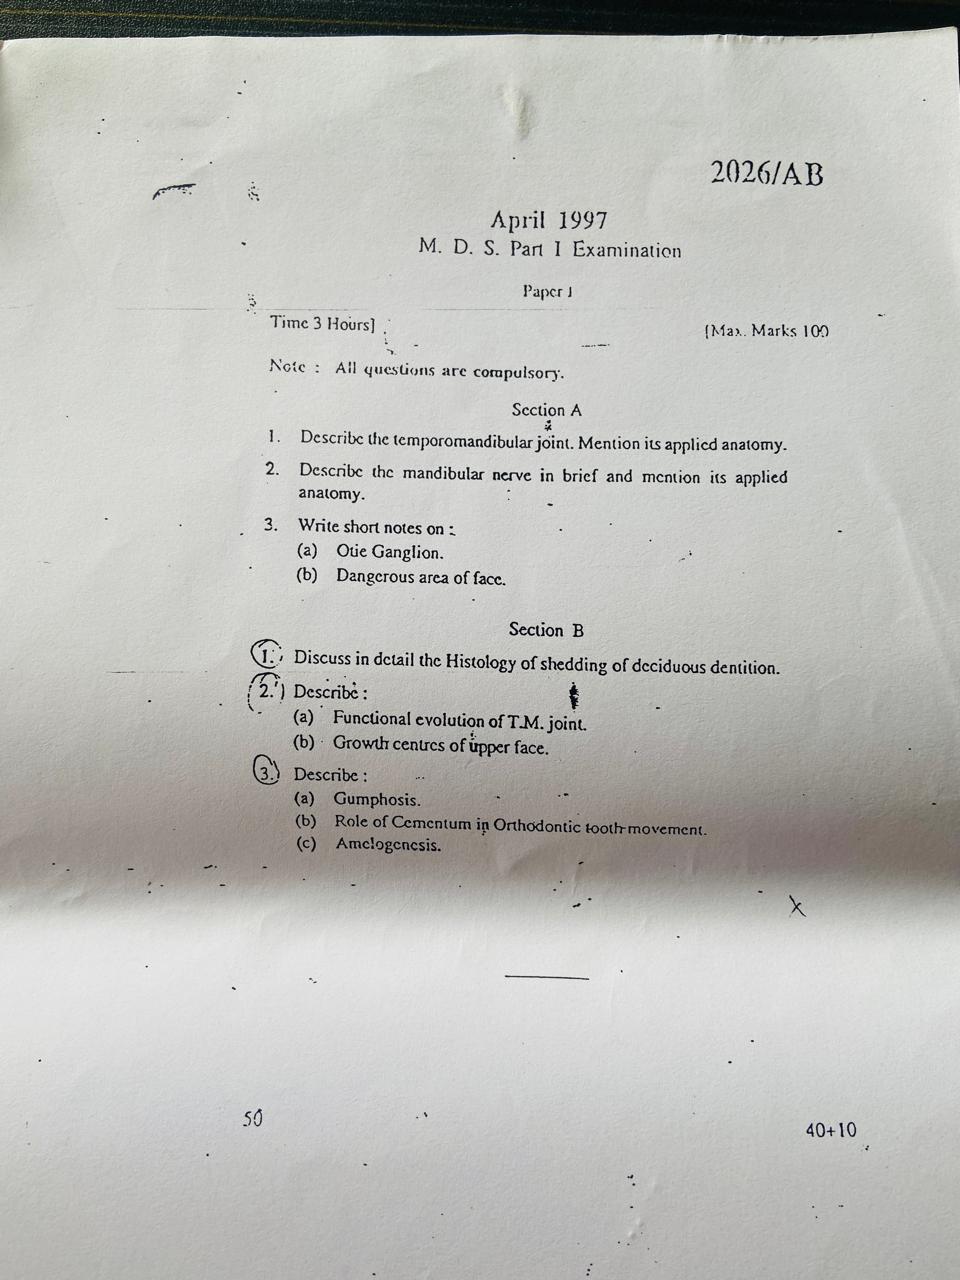 2026/AB
April 1997
M. D. S. Part I Examination
Paper I
Time 3 Hours] [Max. Marks 100
Note : All questions are compulsory.
Section A
1. Describe the temporomandibular joint. Mention its applied anatomy.
2. Describe the mandibular nerve in brief and mention its applied
anatomy.
3. Write short notes on :
(a) Otie Ganglion.
(b) Dangerous area of face.
Section B
1. Discuss in detail the Histology of shedding of deciduous dentition.
2. Describe :
(a) Functional evolution of T.M. joint.
(b) Growth centres of upper face.
3. Describe :
(a) Gumphosis.
(b) Role of Cementum in Orthodontic tooth movement.
(c) Amelogenesis.
X
50 40+10